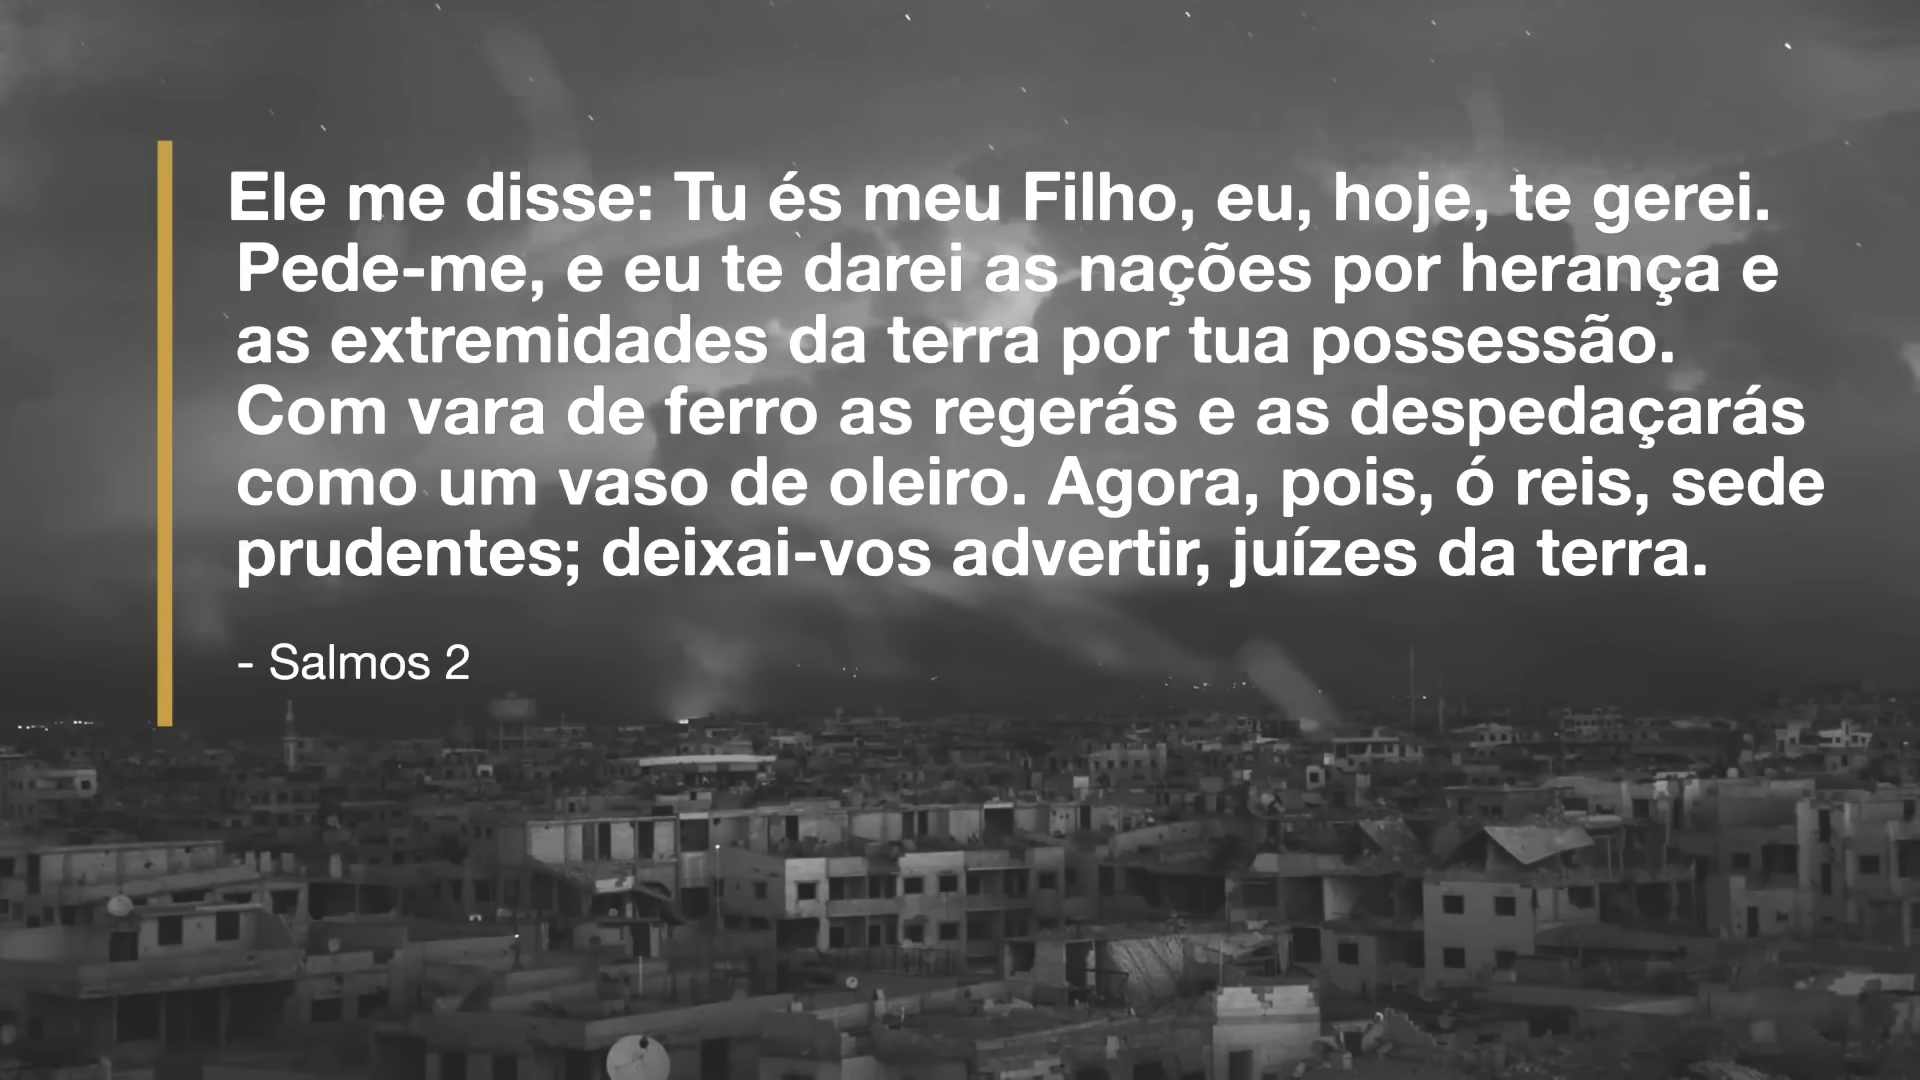 Ele me disse: Tu és meu Filho, eu, hoje, te gerei.
Pede-me, e eu te darei as nações por herança e
as extremidades da terra por tua possessão.
Com vara de ferro as regerás e as despedaçarás
como um vaso de oleiro. Agora, pois, ó reis, sede
prudentes; deixai-vos advertir, juízes da terra.
- Salmos 2